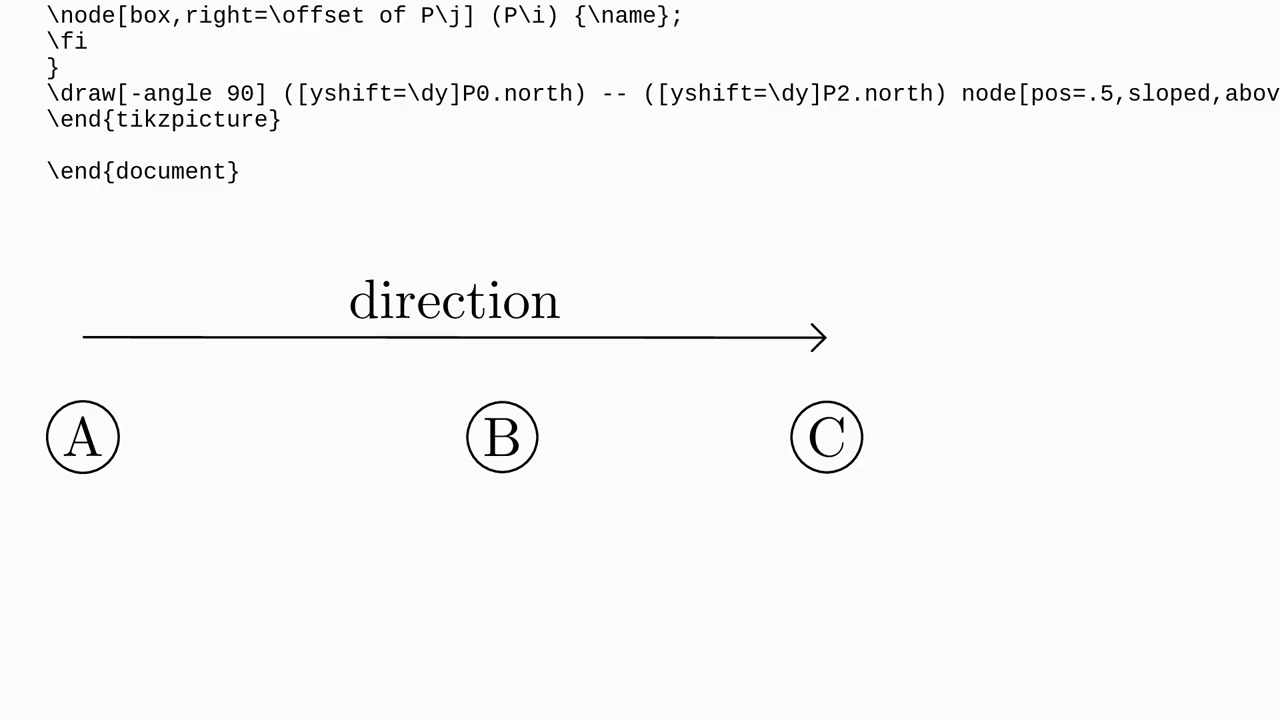 \node[box,right=\offset of P\j] (P\i) {\name};
\fi
}
\draw[-angle 90] ([yshift=\dy]P0.north) -- ([yshift=\dy]P2.north) node[pos=.5,sloped,abov
\end{tikzpicture}
\end{document}
direction
A B C